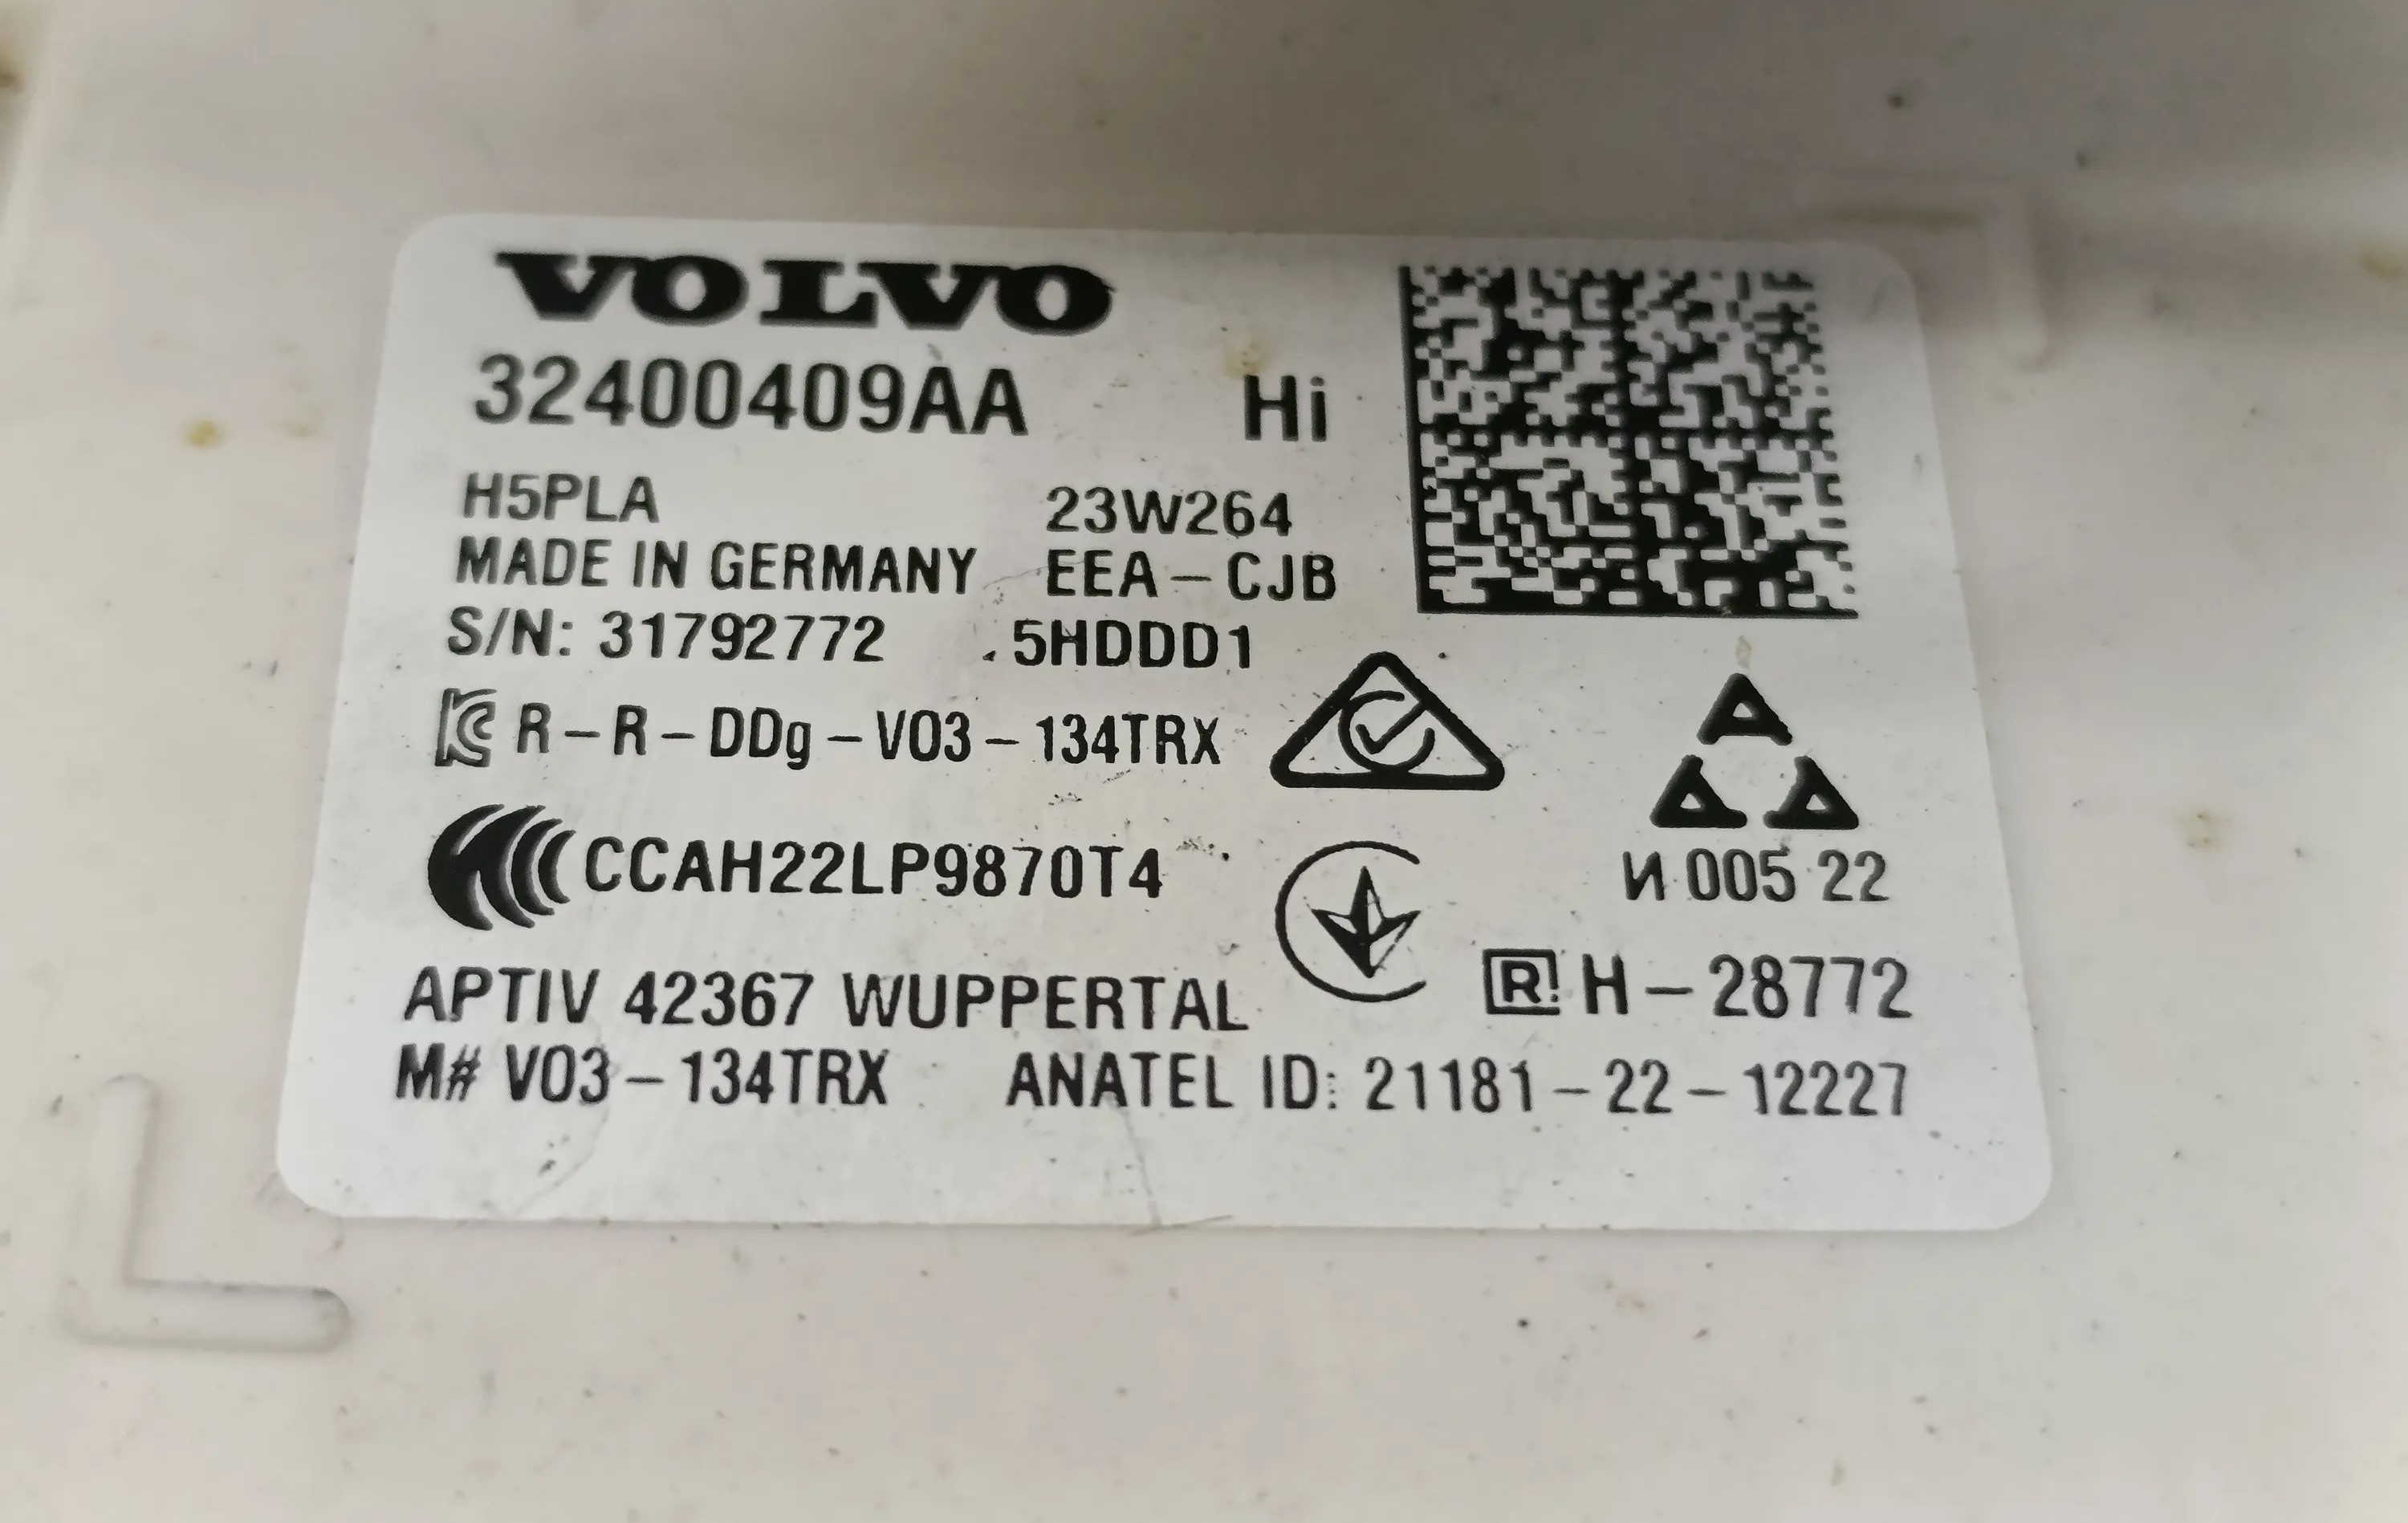 VOLVO
32400409AA Hi
H5PLA 23W264
MADE IN GERMANY EEA-CJB
S/N: 31792772 5HDDD1
R-R-DDg-V03-134TRX
CCAH22LP9870T4
И 005 22
APTIV 42367 WUPPERTAL
R H-28772
M# V03-134TRX ANATEL ID: 21181-22-12227